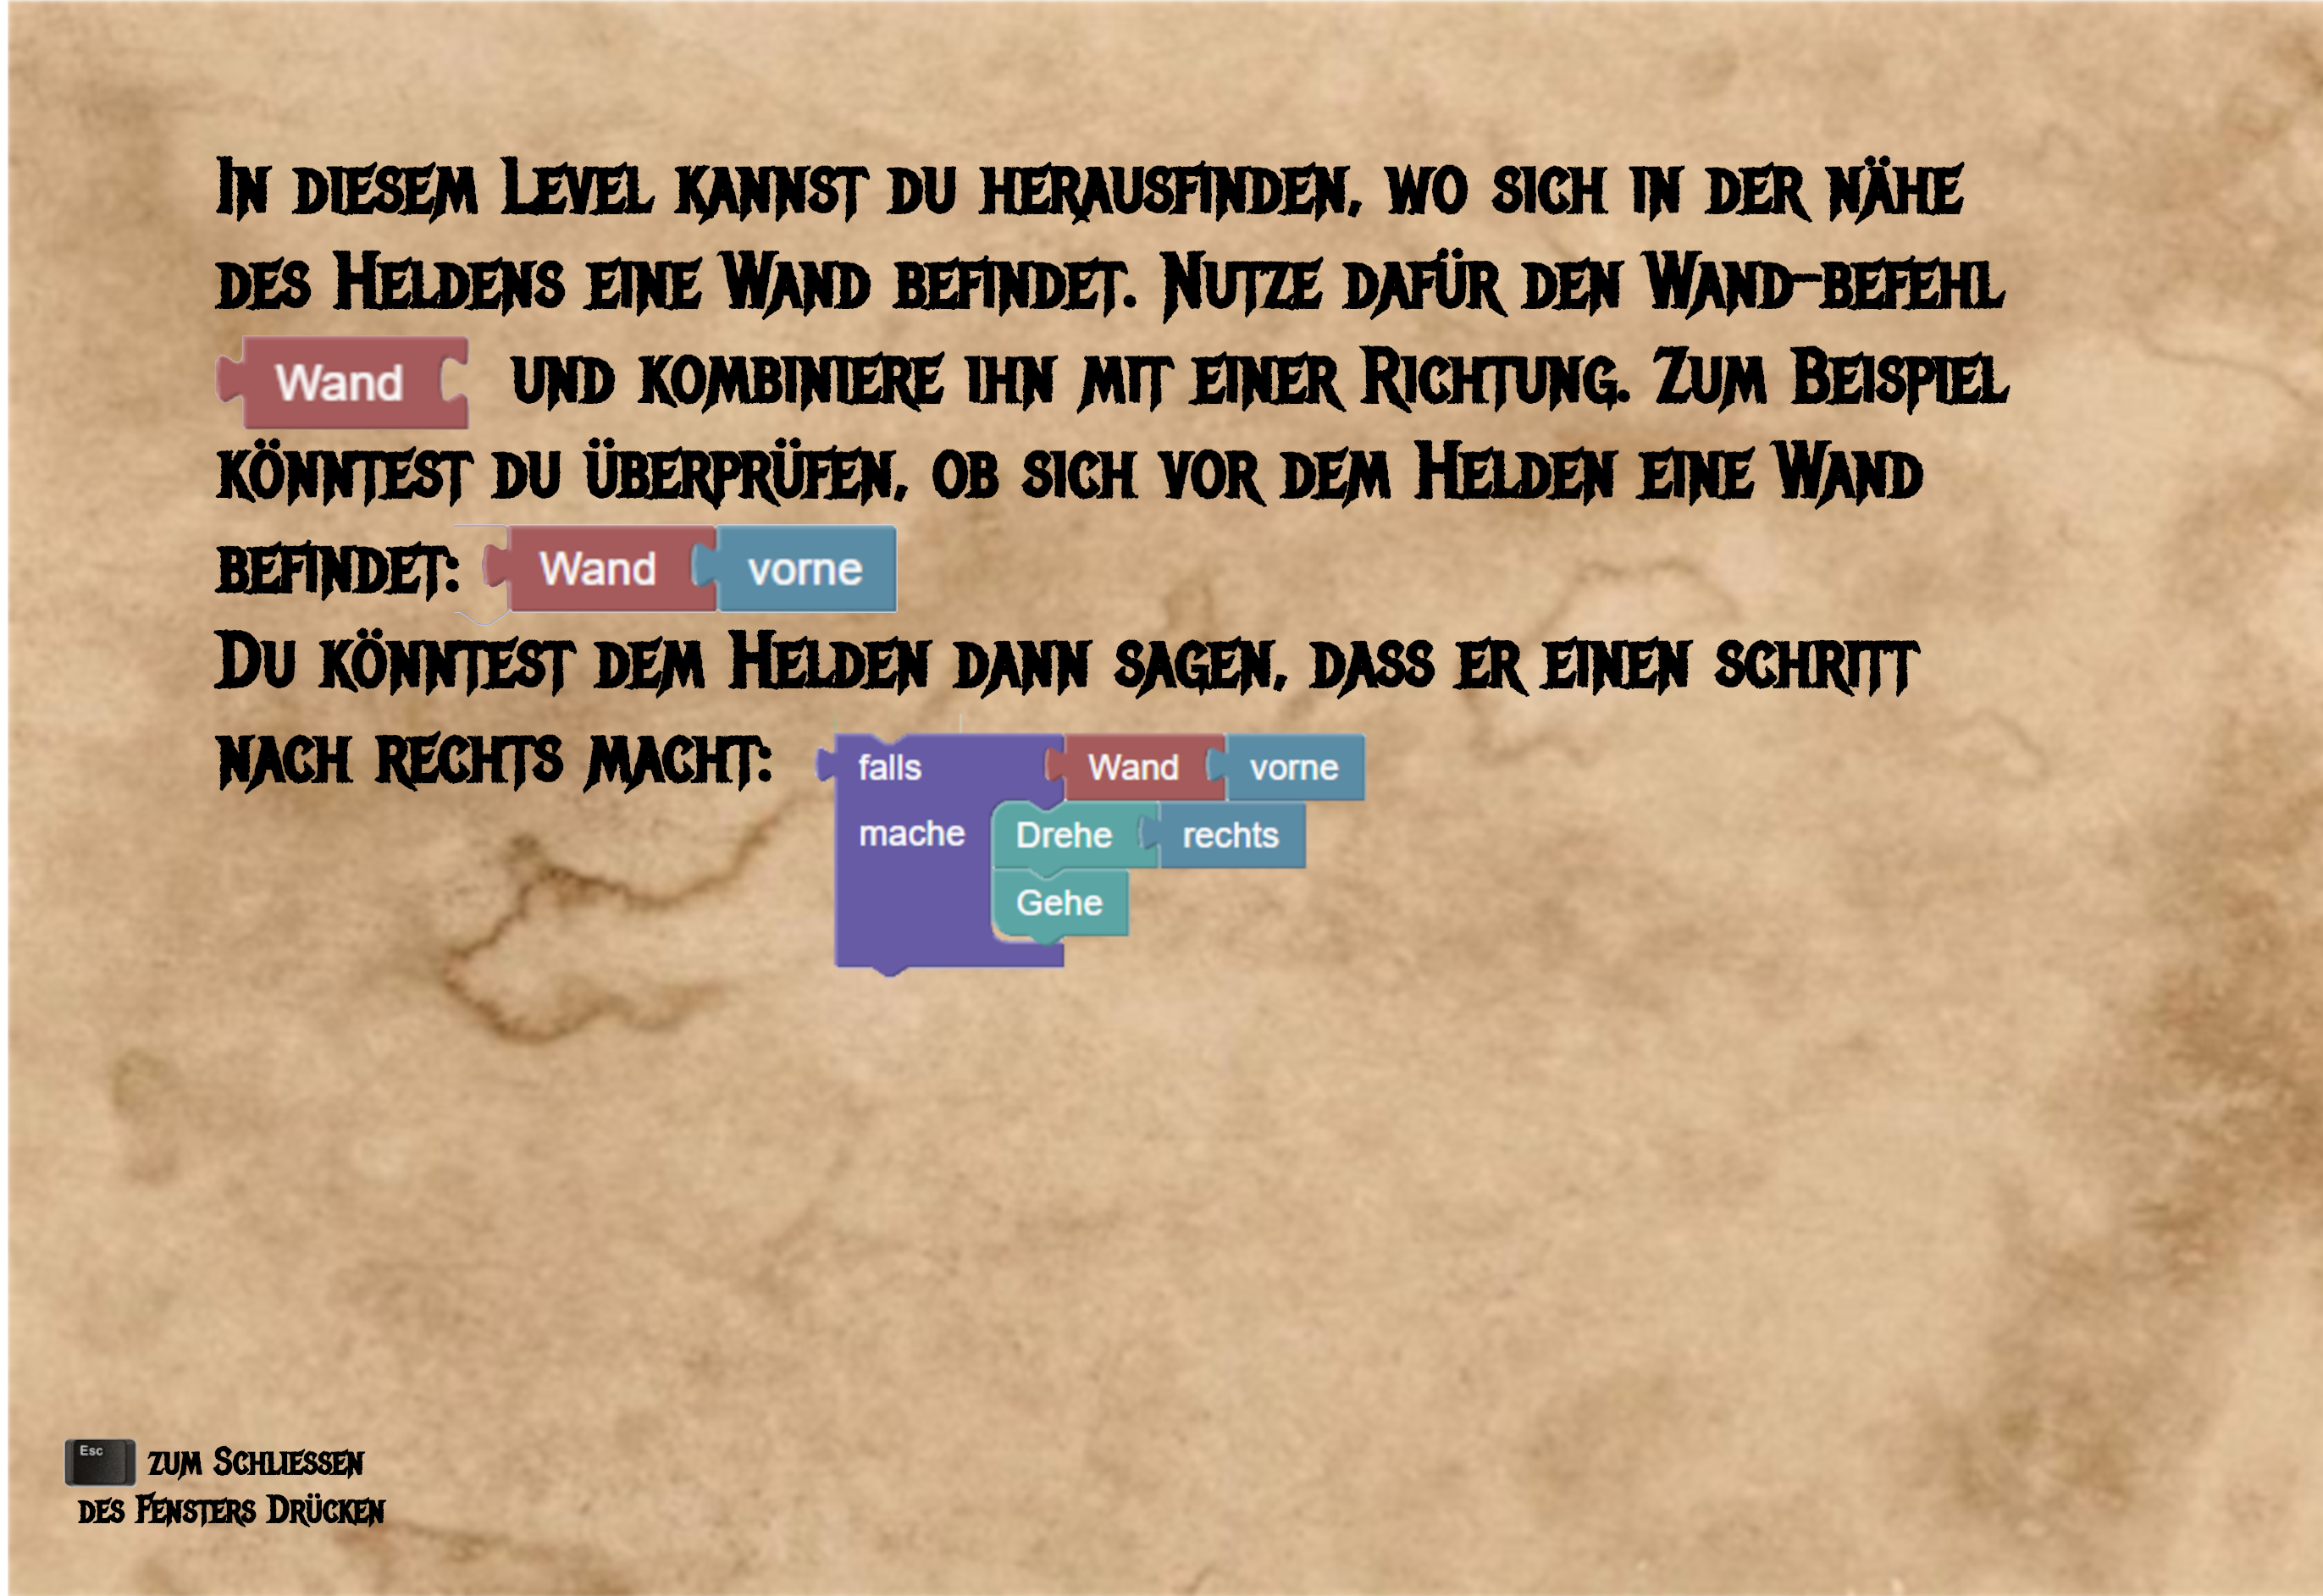 In diesem Level kannst du herausfinden, wo sich in der nähe
des Heldens eine Wand befindet. Nutze dafür den Wand-befehl
Wand und kombiniere ihn mit einer Richtung. Zum Beispiel
könntest du überprüfen, ob sich vor dem Helden eine Wand
befindet: Wand vorne
Du könntest dem Helden dann sagen, dass er einen schritt
nach rechts macht: falls Wand vorne
mache Drehe rechts
Gehe
Esc zum Schliessen
des Fensters Drücken